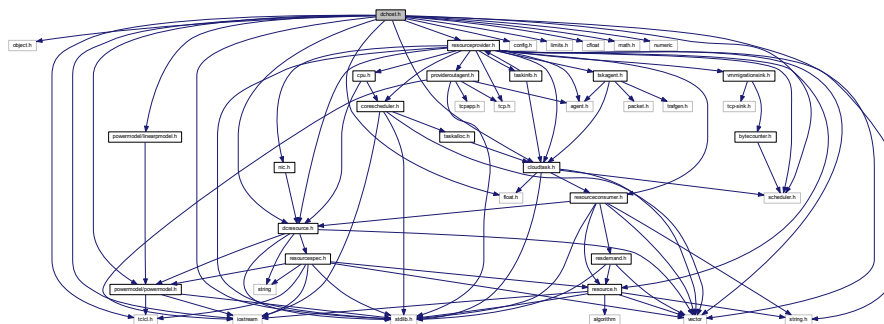 dchost.h
object.h
resourceprovider.h
config.h
limits.h
cfloat
math.h
numeric
cpu.h
provideroutagent.h
taskinfo.h
tskagent.h
vmmigrationsink.h
corescheduler.h
tcpapp.h
tcp.h
agent.h
packet.h
trafgen.h
tcp-sink.h
powermodel/linearpmodel.h
taskalloc.h
bytecounter.h
nic.h
cloudtask.h
float.h
resourceconsumer.h
scheduler.h
dcresource.h
resourcespec.h
resdemand.h
powermodel/powermodel.h
string
resource.h
tclcl.h
iostream
stdlib.h
algorithm
vector
string.h